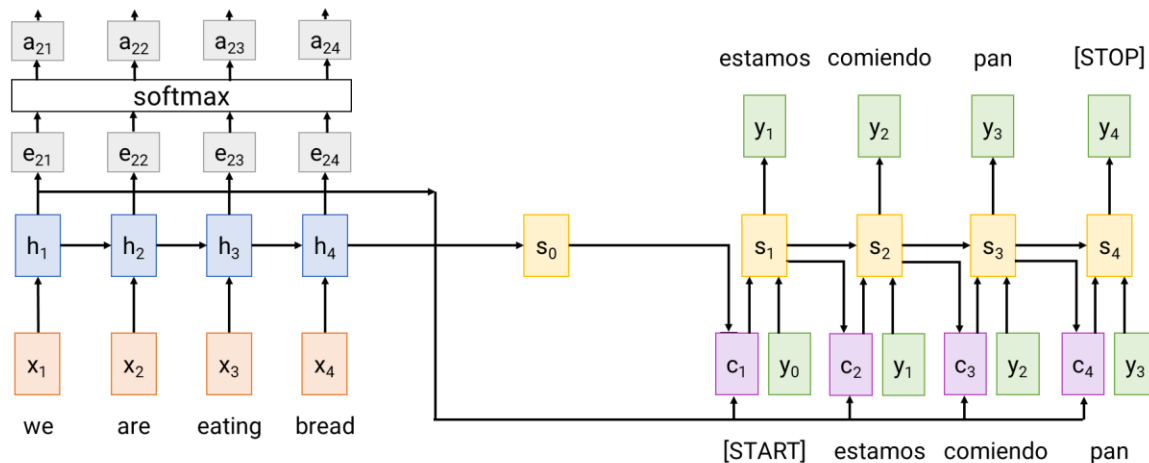 a₂₁ a₂₂ a₂₃ a₂₄
softmax
e₂₁ e₂₂ e₂₃ e₂₄
h₁ h₂ h₃ h₄
x₁ x₂ x₃ x₄
we are eating bread
s₀
estamos comiendo pan [STOP]
y₁ y₂ y₃ y₄
s₁ s₂ s₃ s₄
c₁ y₀ c₂ y₁ c₃ y₂ c₄ y₃
[START] estamos comiendo pan